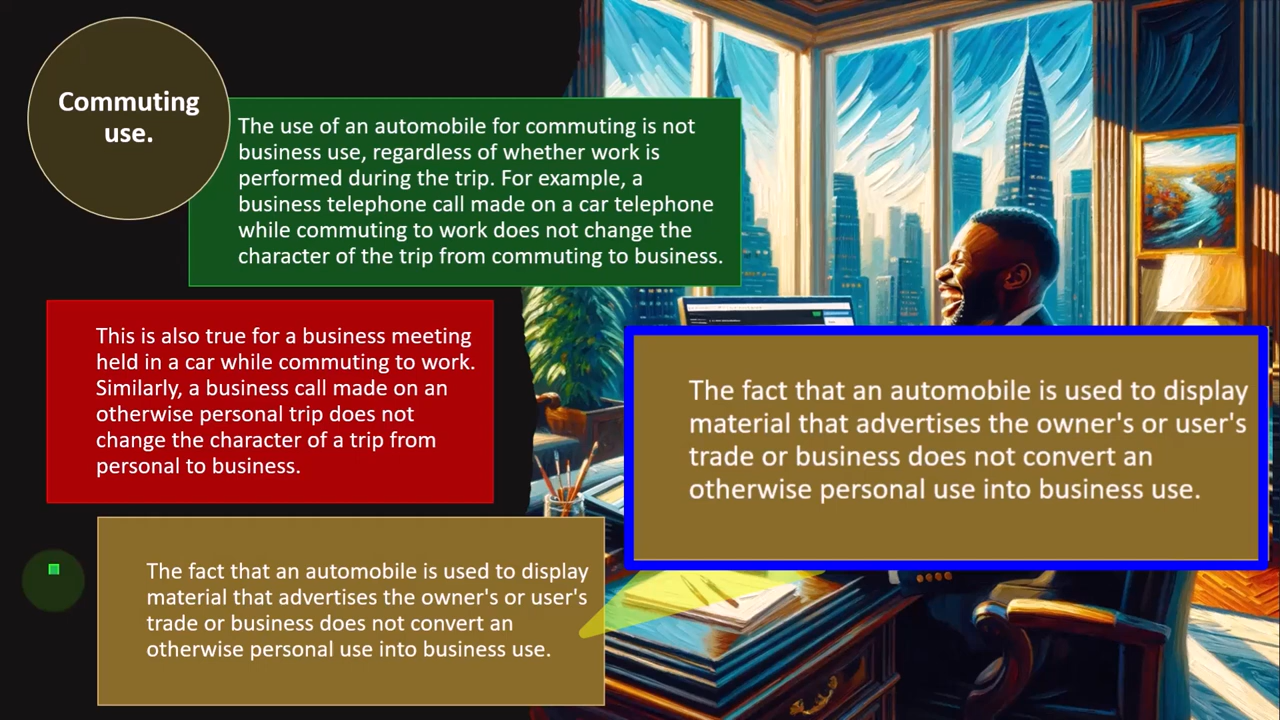 Commuting
use.
The use of an automobile for commuting is not
business use, regardless of whether work is
performed during the trip. For example, a
business telephone call made on a car telephone
while commuting to work does not change the
character of the trip from commuting to business.
This is also true for a business meeting
held in a car while commuting to work.
Similarly, a business call made on an
otherwise personal trip does not
change the character of a trip from
personal to business.
The fact that an automobile is used to display
material that advertises the owner's or user's
trade or business does not convert an
otherwise personal use into business use.
The fact that an automobile is used to display
material that advertises the owner's or user's
trade or business does not convert an
otherwise personal use into business use.